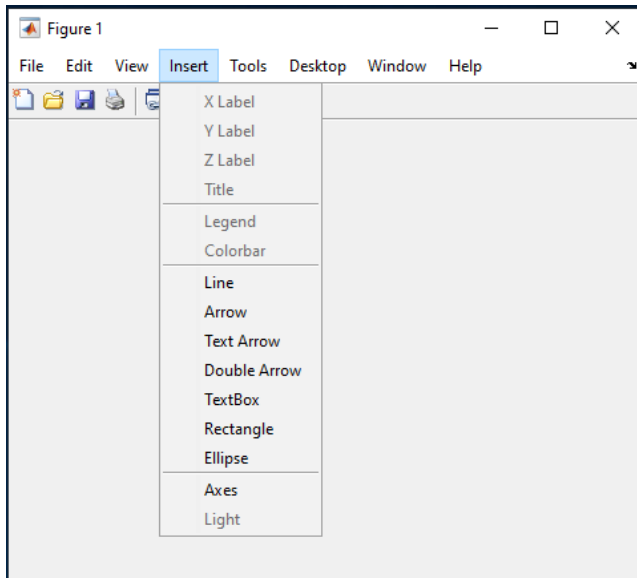 Figure 1
File Edit View Insert Tools Desktop Window Help
X Label
Y Label
Z Label
Title
Legend
Colorbar
Line
Arrow
Text Arrow
Double Arrow
TextBox
Rectangle
Ellipse
Axes
Light